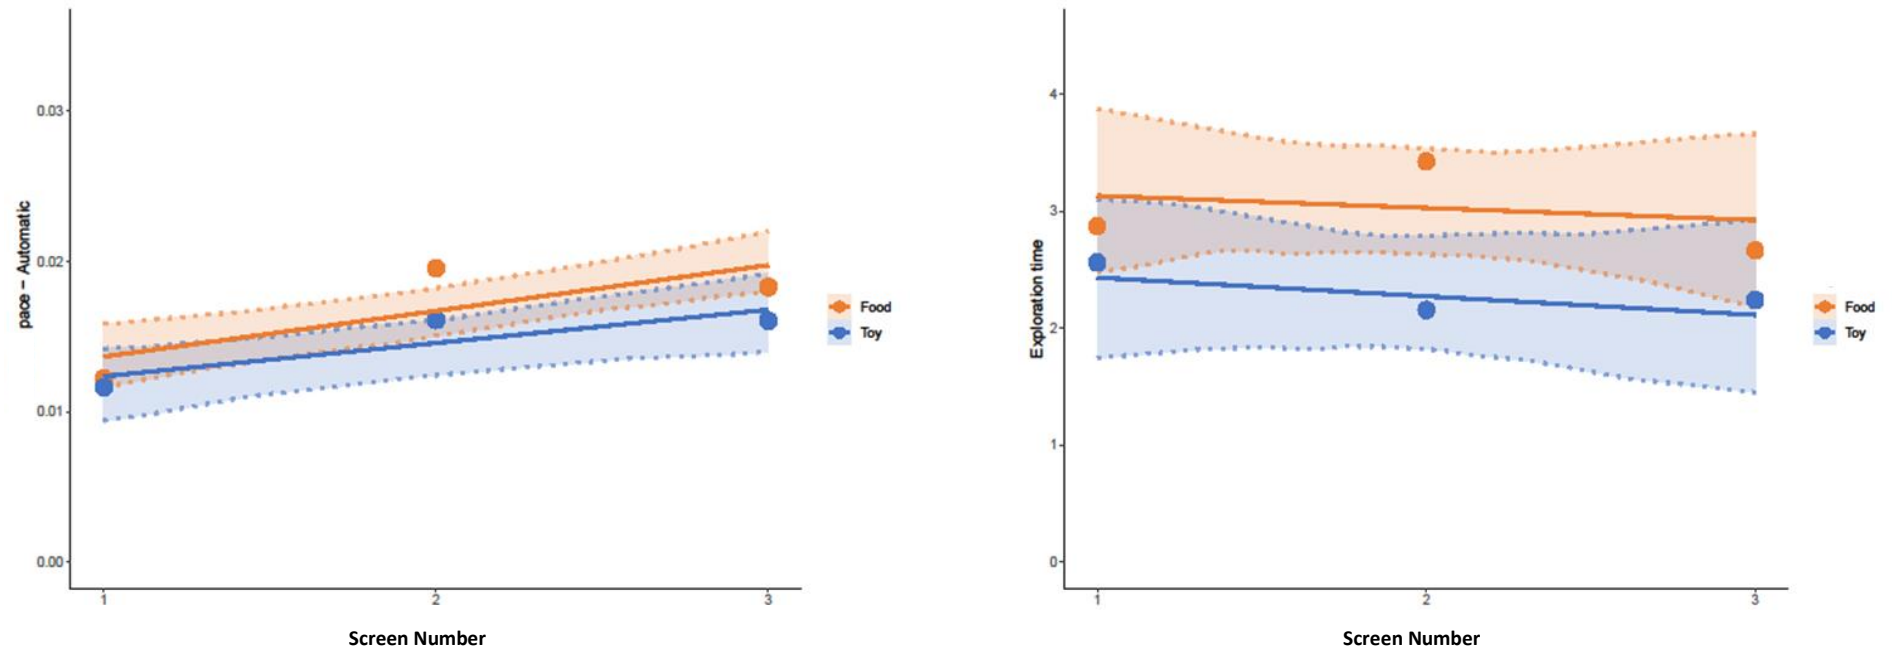 0.03
0.02
0.01
0.00
pace – Automatic
1 2 3
Screen Number
Food
Toy
4
3
2
1
0
Exploration time
1 2 3
Screen Number
Food
Toy